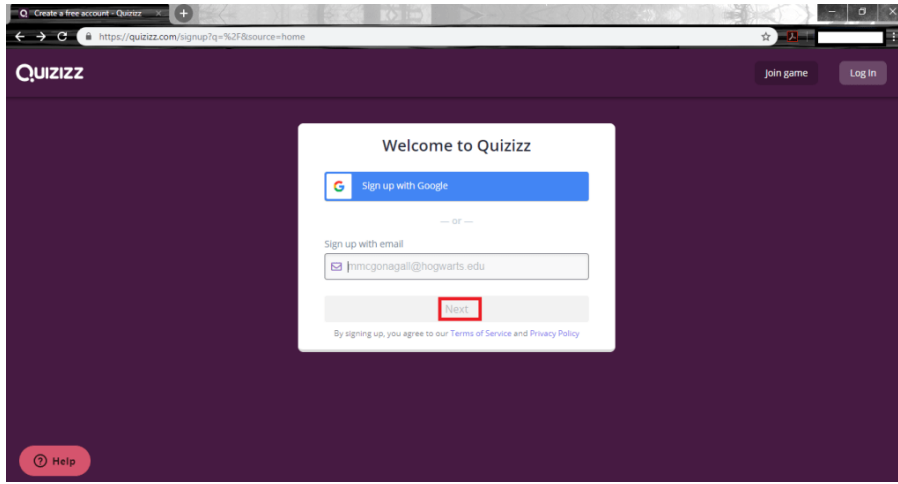 Create a free account - Quizizz
https://quizizz.com/signup?q=%2F&source=home
QUIZIZZ
Join game
Log In
Welcome to Quizizz
Sign up with Google
— or —
Sign up with email
mmcgonagall@hogwarts.edu
Next
By signing up, you agree to our Terms of Service and Privacy Policy
Help